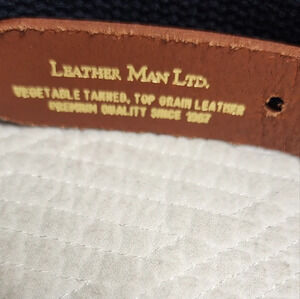 LEATHER MAN LTD.
VEGETABLE TANNED, TOP GRAIN LEATHER
PREMIUM QUALITY SINCE 1987